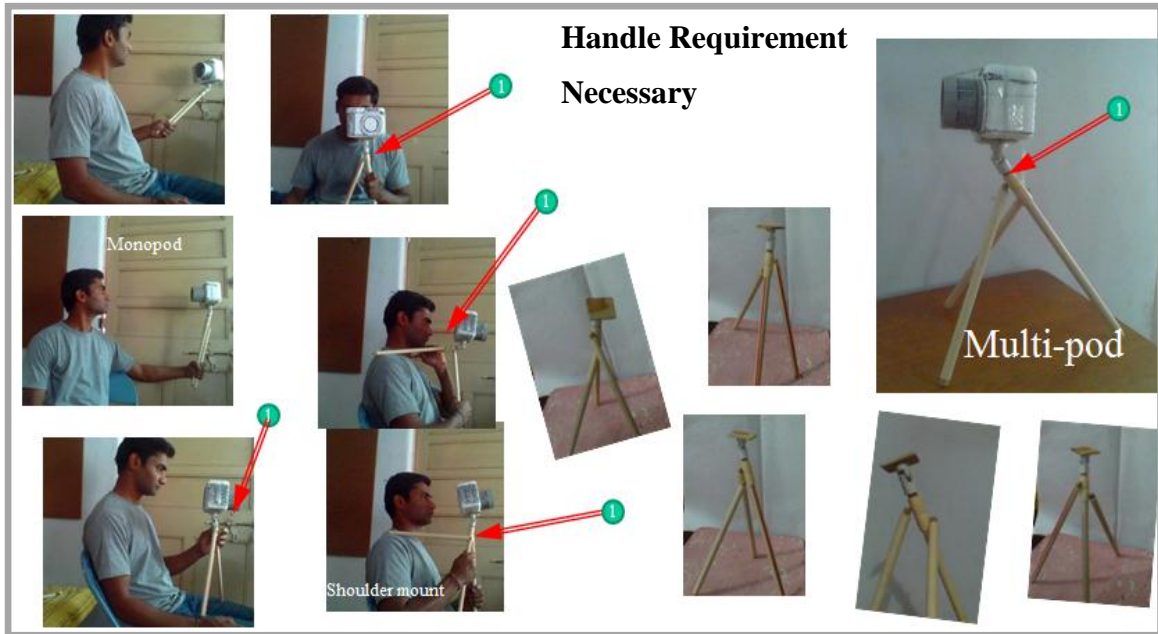 Handle Requirement
Necessary
1
1
Monopod
1
Multi-pod
1
Shoulder mount
1